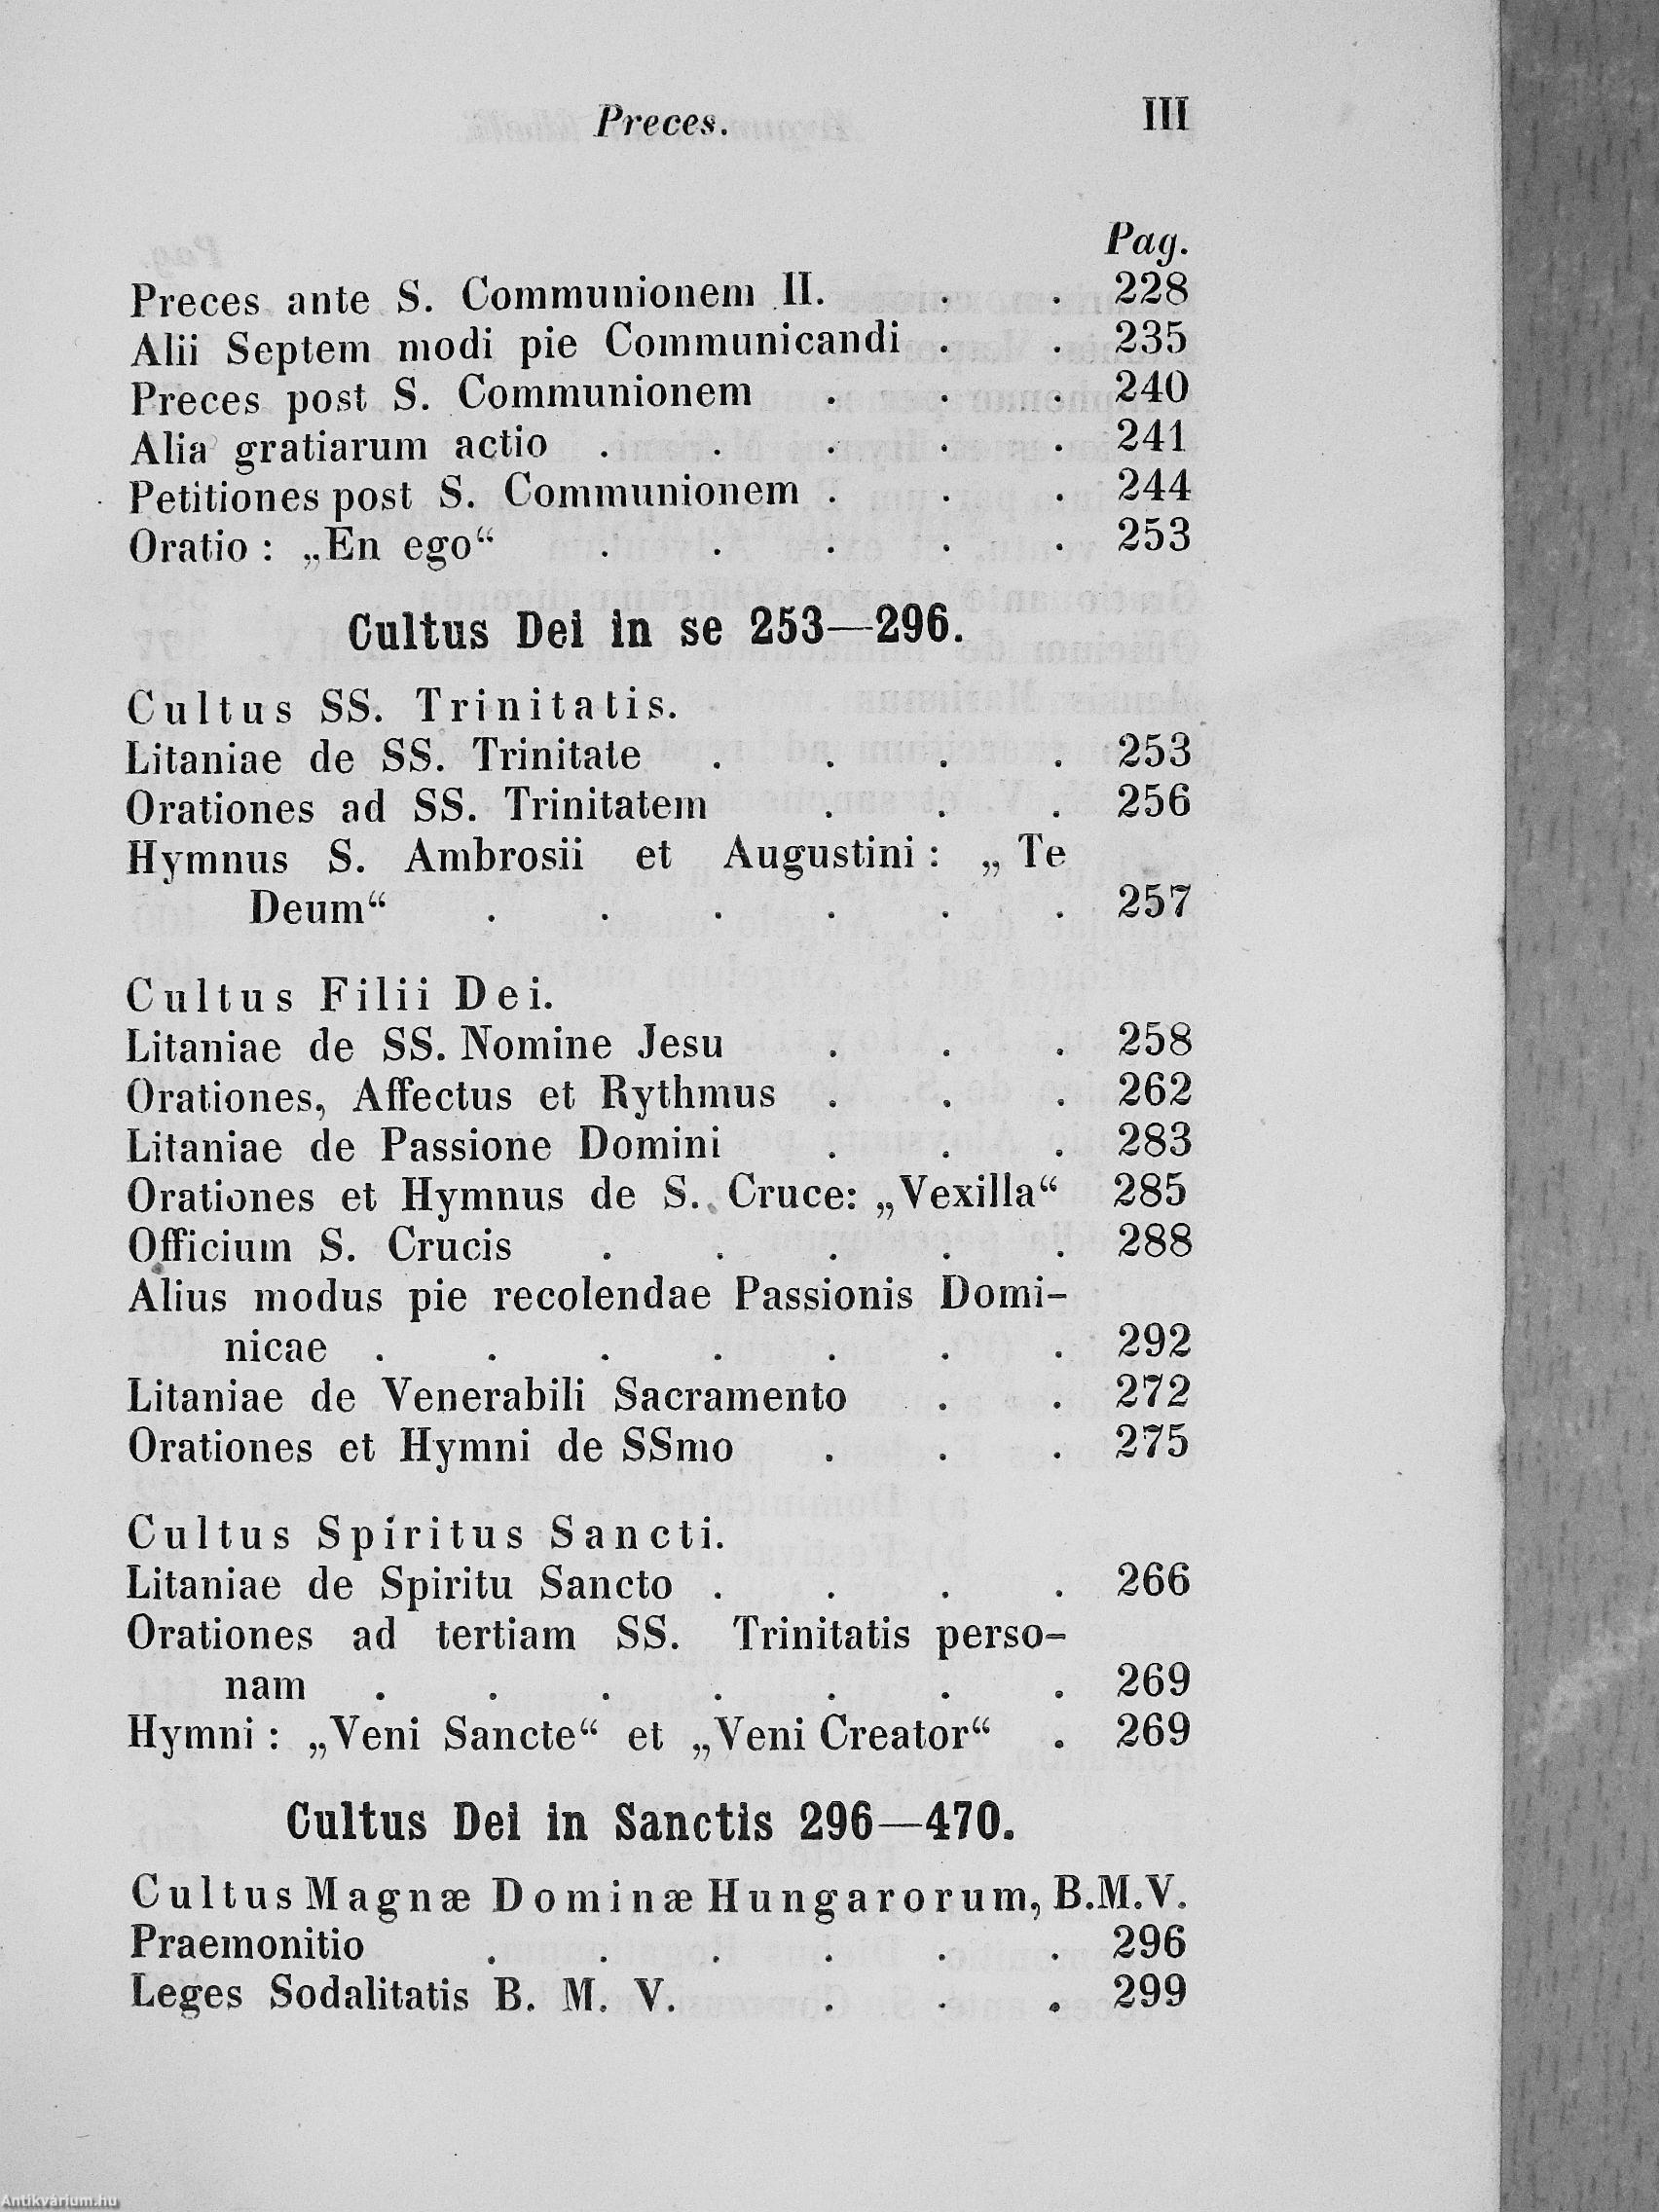 Preces. III
Pag.
Preces ante S. Communionem II. . . 228
Alii Septem modi pie Communicandi . . 235
Preces post S. Communionem . . . 240
Alia gratiarum actio . . . . . 241
Petitiones post S. Communionem . . . 244
Oratio : „En ego“ . . . . . 253
Cultus Dei in se 253—296.
Cultus SS. Trinitatis.
Litaniae de SS. Trinitate . . . . 253
Orationes ad SS. Trinitatem . . . 256
Hymnus S. Ambrosii et Augustini : „Te
Deum“ . . . . . . 257
Cultus Filii Dei.
Litaniae de SS. Nomine Jesu . . . 258
Orationes, Affectus et Rythmus . . . 262
Litaniae de Passione Domini . . . 283
Orationes et Hymnus de S. Cruce: „Vexilla“ 285
Officium S. Crucis . . . . . 288
Alius modus pie recolendae Passionis Domi-
nicae . . . . . . . 292
Litaniae de Venerabili Sacramento . . 272
Orationes et Hymni de SSmo . . . 275
Cultus Spiritus Sancti.
Litaniae de Spiritu Sancto . . . . 266
Orationes ad tertiam SS. Trinitatis perso-
nam . . . . . . . 269
Hymni : „Veni Sancte“ et „Veni Creator“ . 269
Cultus Dei in Sanctis 296—470.
Cultus Magnæ Dominæ Hungarorum, B.M.V.
Praemonitio . . . . . . 296
Leges Sodalitatis B. M. V. . . . 299
Antikvárium.hu